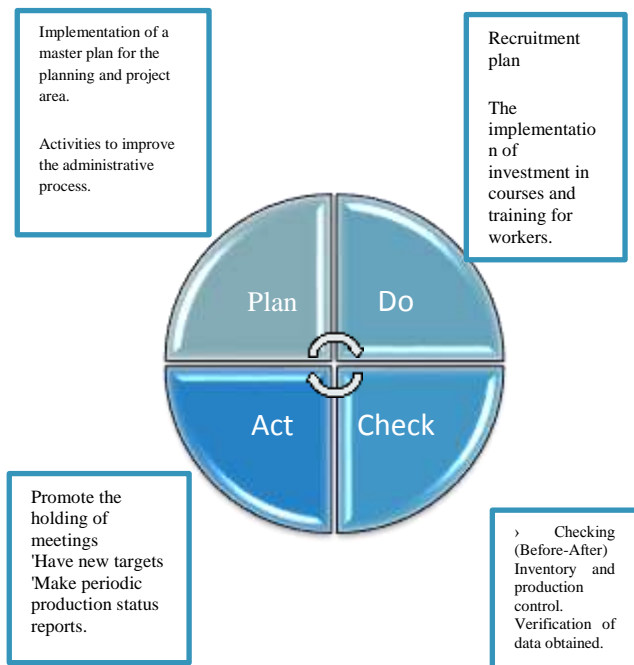 Implementation of a
master plan for the
planning and project
area.
Activities to improve
the administrative
process.
Recruitment
plan
The
implementatio
n of
investment in
courses and
training for
workers.
Plan
Do
Act
Check
Promote the
holding of
meetings
'Have new targets
'Make periodic
production status
reports.
› Checking
(Before-After)
Inventory and
production
control.
Verification of
data obtained.